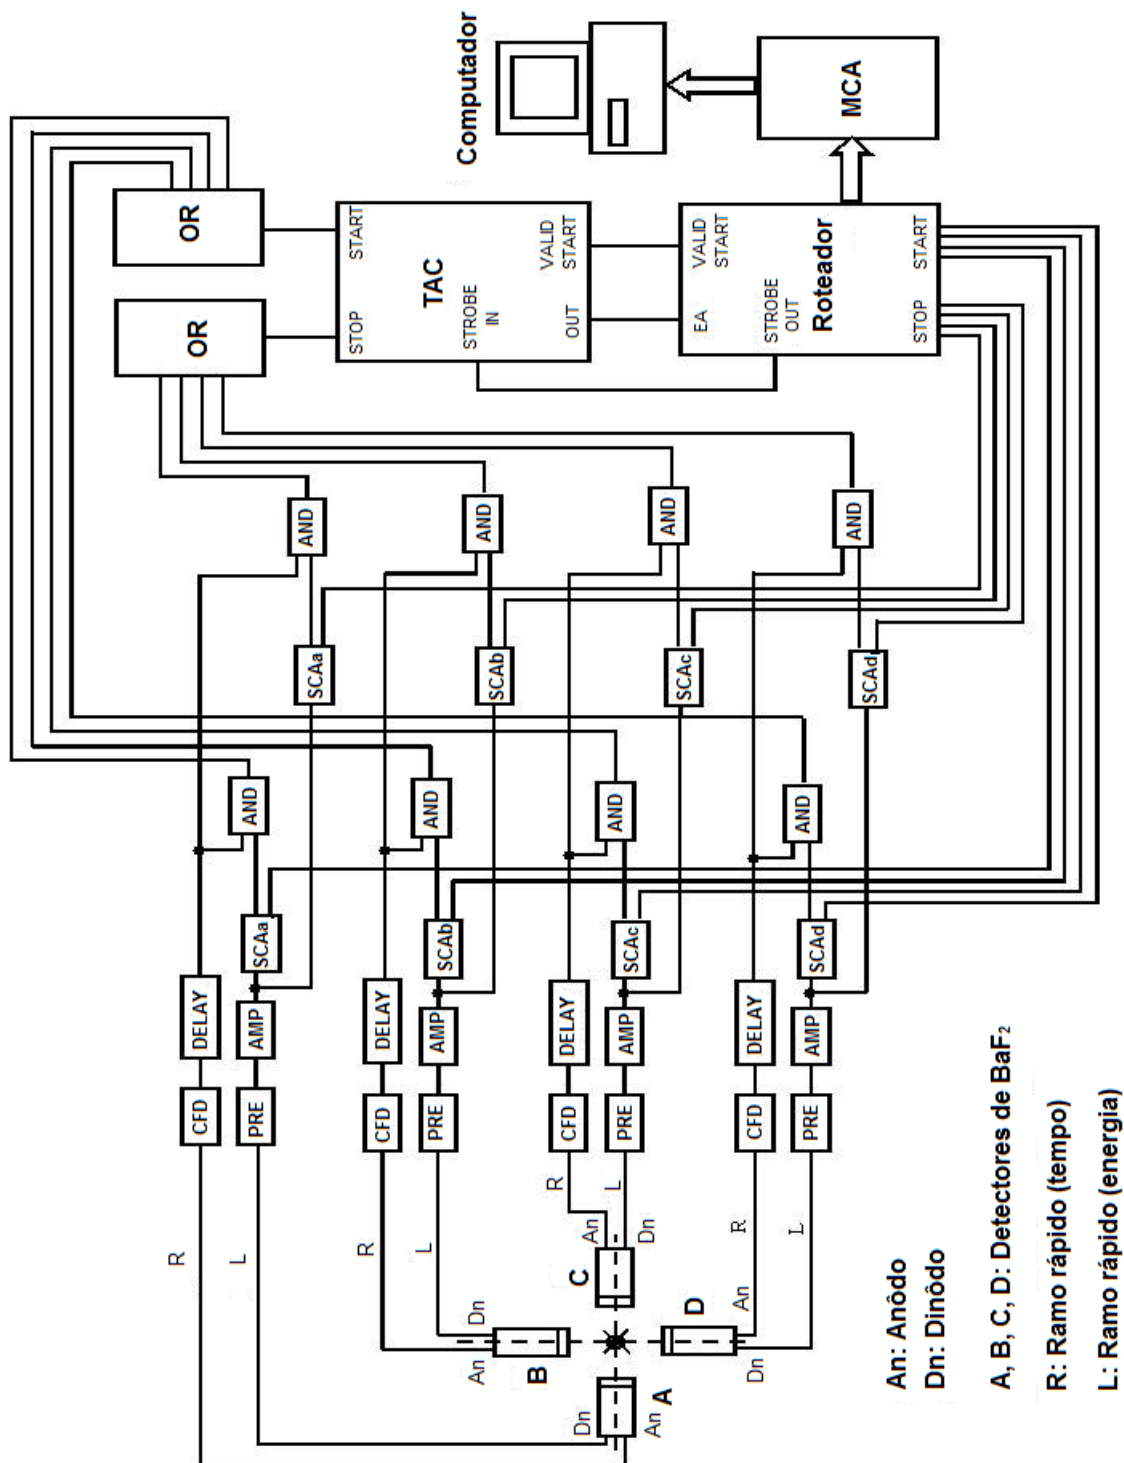 Computador
MCA
OR
OR
START
STOP
TAC
STROBE
IN
VALID
START
OUT
VALID
START
EA
STROBE
OUT
Roteador
START
STOP
AND
AND
AND
AND
SCAa
SCAb
SCAc
SCAd
AND
AND
AND
AND
SCAa
SCAb
SCAc
SCAd
DELAY
AMP
DELAY
AMP
DELAY
AMP
DELAY
AMP
CFD
PRE
CFD
PRE
CFD
PRE
CFD
PRE
R
L
R
L
R
L
R
L
An
Dn
A
An
Dn
B
An
Dn
C
An
Dn
D
An: Anôdo
Dn: Dinôdo
A, B, C, D: Detectores de BaF₂
R: Ramo rápido (tempo)
L: Ramo rápido (energia)